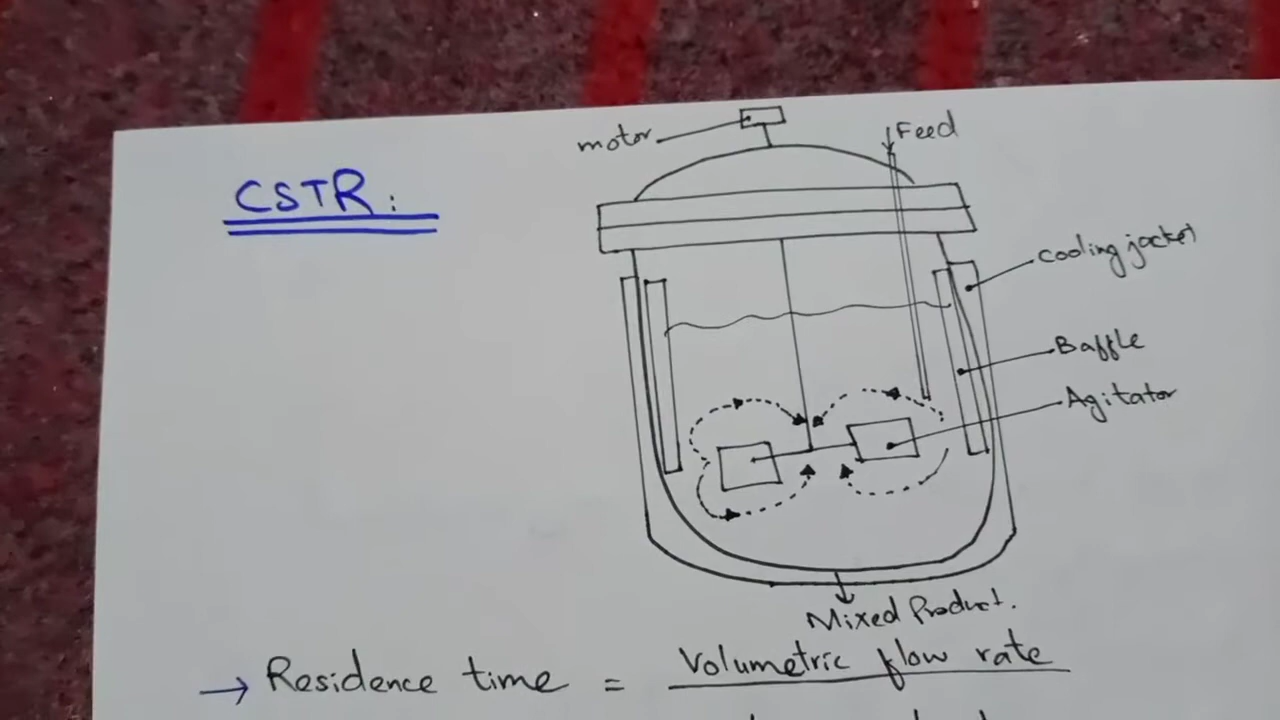 CSTR:
motor
Feed
Cooling jacket
Baffle
Agitator
Mixed Product.
→ Residence time = Volumetric flow rate